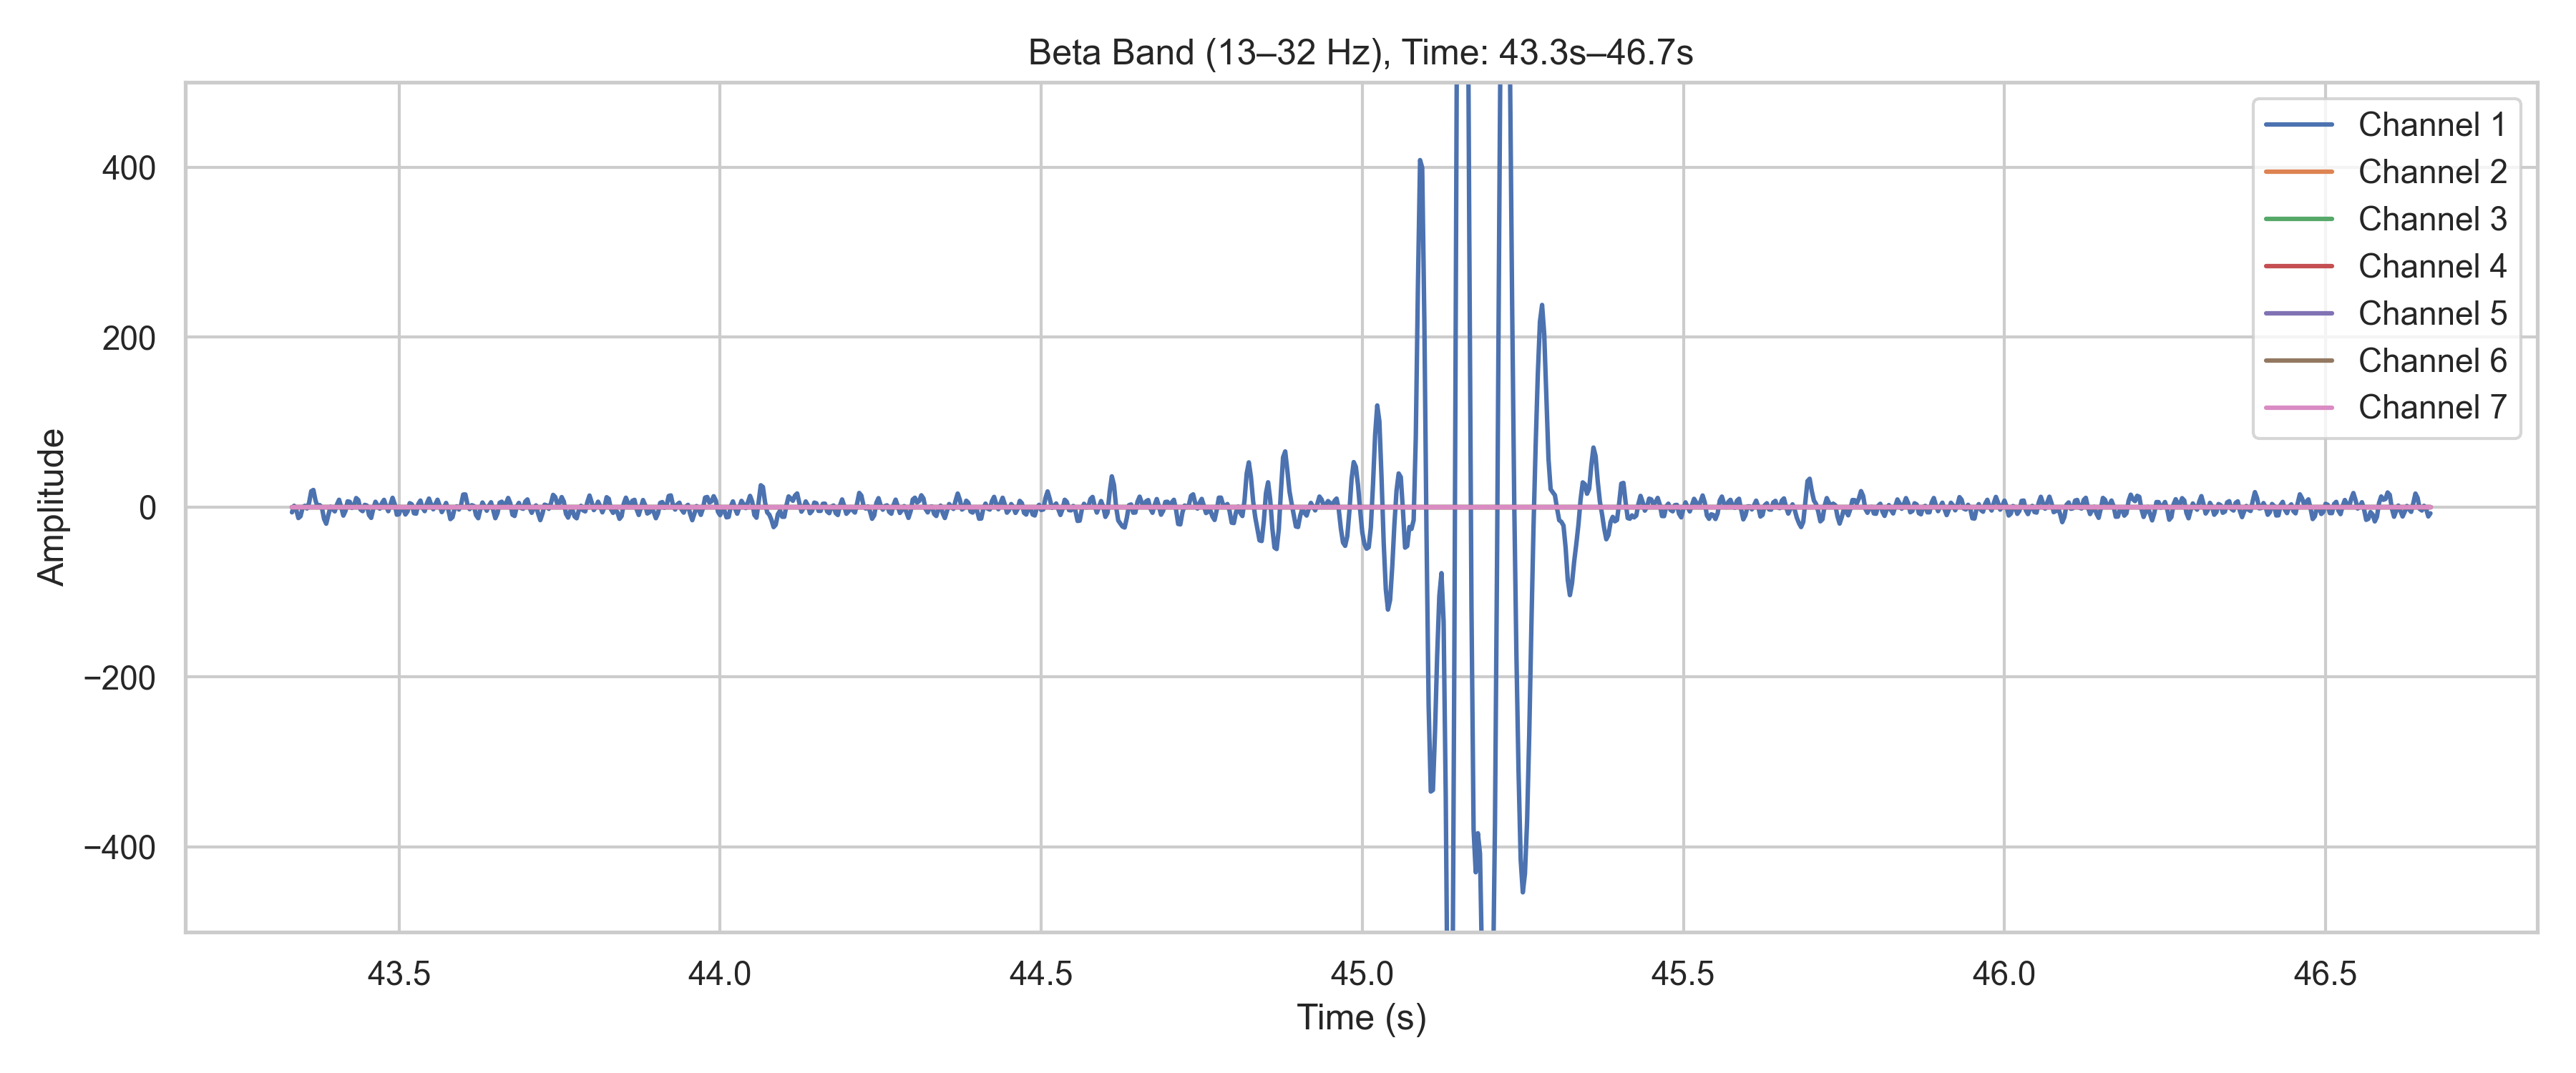 Beta Band (13–32 Hz), Time: 43.3s–46.7s
Channel 1
Channel 2
Channel 3
Channel 4
Channel 5
Channel 6
Channel 7
Amplitude
400
200
0
−200
−400
43.5 44.0 44.5 45.0 45.5 46.0 46.5
Time (s)